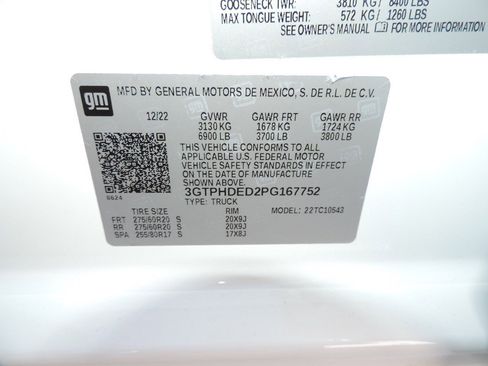 GOOSENECK TWR: 3810 KG/ 8400 LBS
MAX TONGUE WEIGHT: 572 KG/ 1260 LBS
SEE OWNER'S MANUAL FOR MORE INFORMATION
gm
MFD BY GENERAL MOTORS DE MEXICO, S. DE R.L. DE C.V.
12/22 GVWR GAWR FRT GAWR RR
3130 KG 1678 KG 1724 KG
6900 LB 3700 LB 3800 LB
THIS VEHICLE CONFORMS TO ALL
APPLICABLE U.S. FEDERAL MOTOR
VEHICLE SAFETY STANDARDS IN EFFECT
ON THE DATE OF MANUFACTURE SHOWN ABOVE.
3GTPHDED2PG167752
8624
TYPE: TRUCK
TIRE SIZE RIM MODEL: 22TC10543
FRT 275/60R20 S 20X9J
RR 275/60R20 S 20X9J
SPA 255/80R17 S 17X8J